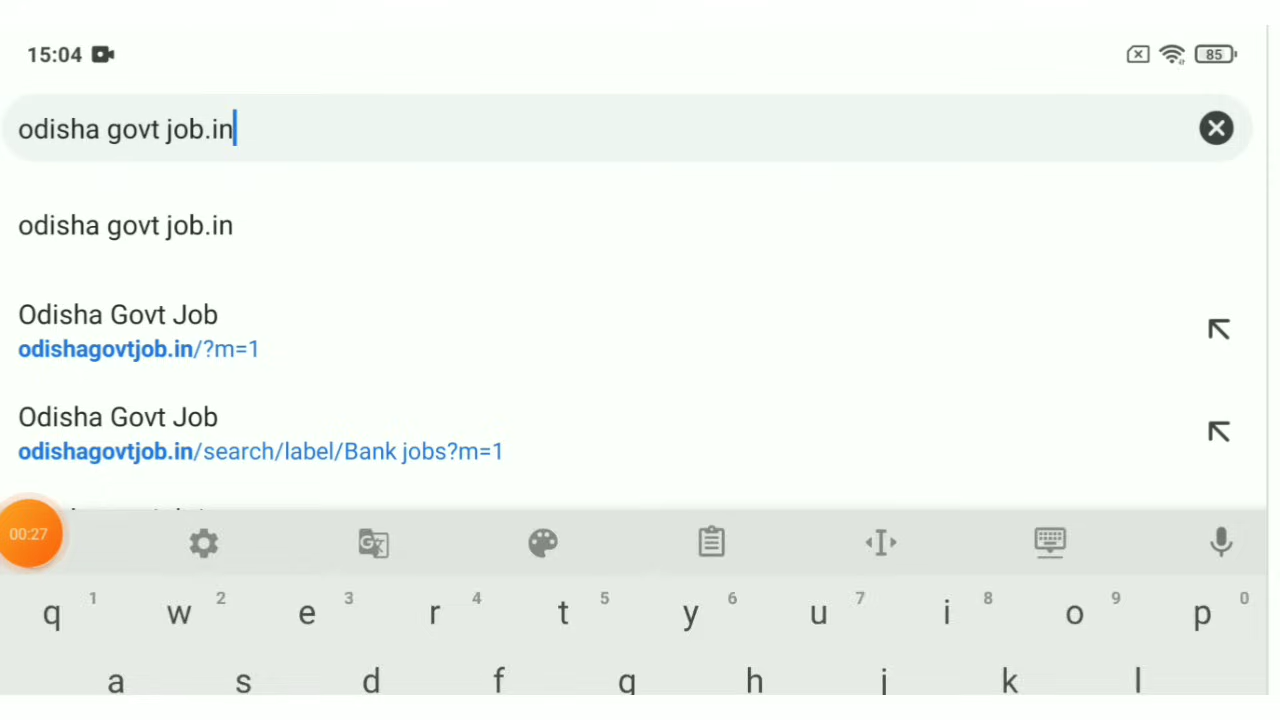 15:04
85
odisha govt job.in
odisha govt job.in
Odisha Govt Job
odishagovtjob.in/?m=1
Odisha Govt Job
odishagovtjob.in/search/label/Bank jobs?m=1
00:27
q 1 w 2 e 3 r 4 t 5 y 6 u 7 i 8 o 9 p 0
a s d f g h j k l